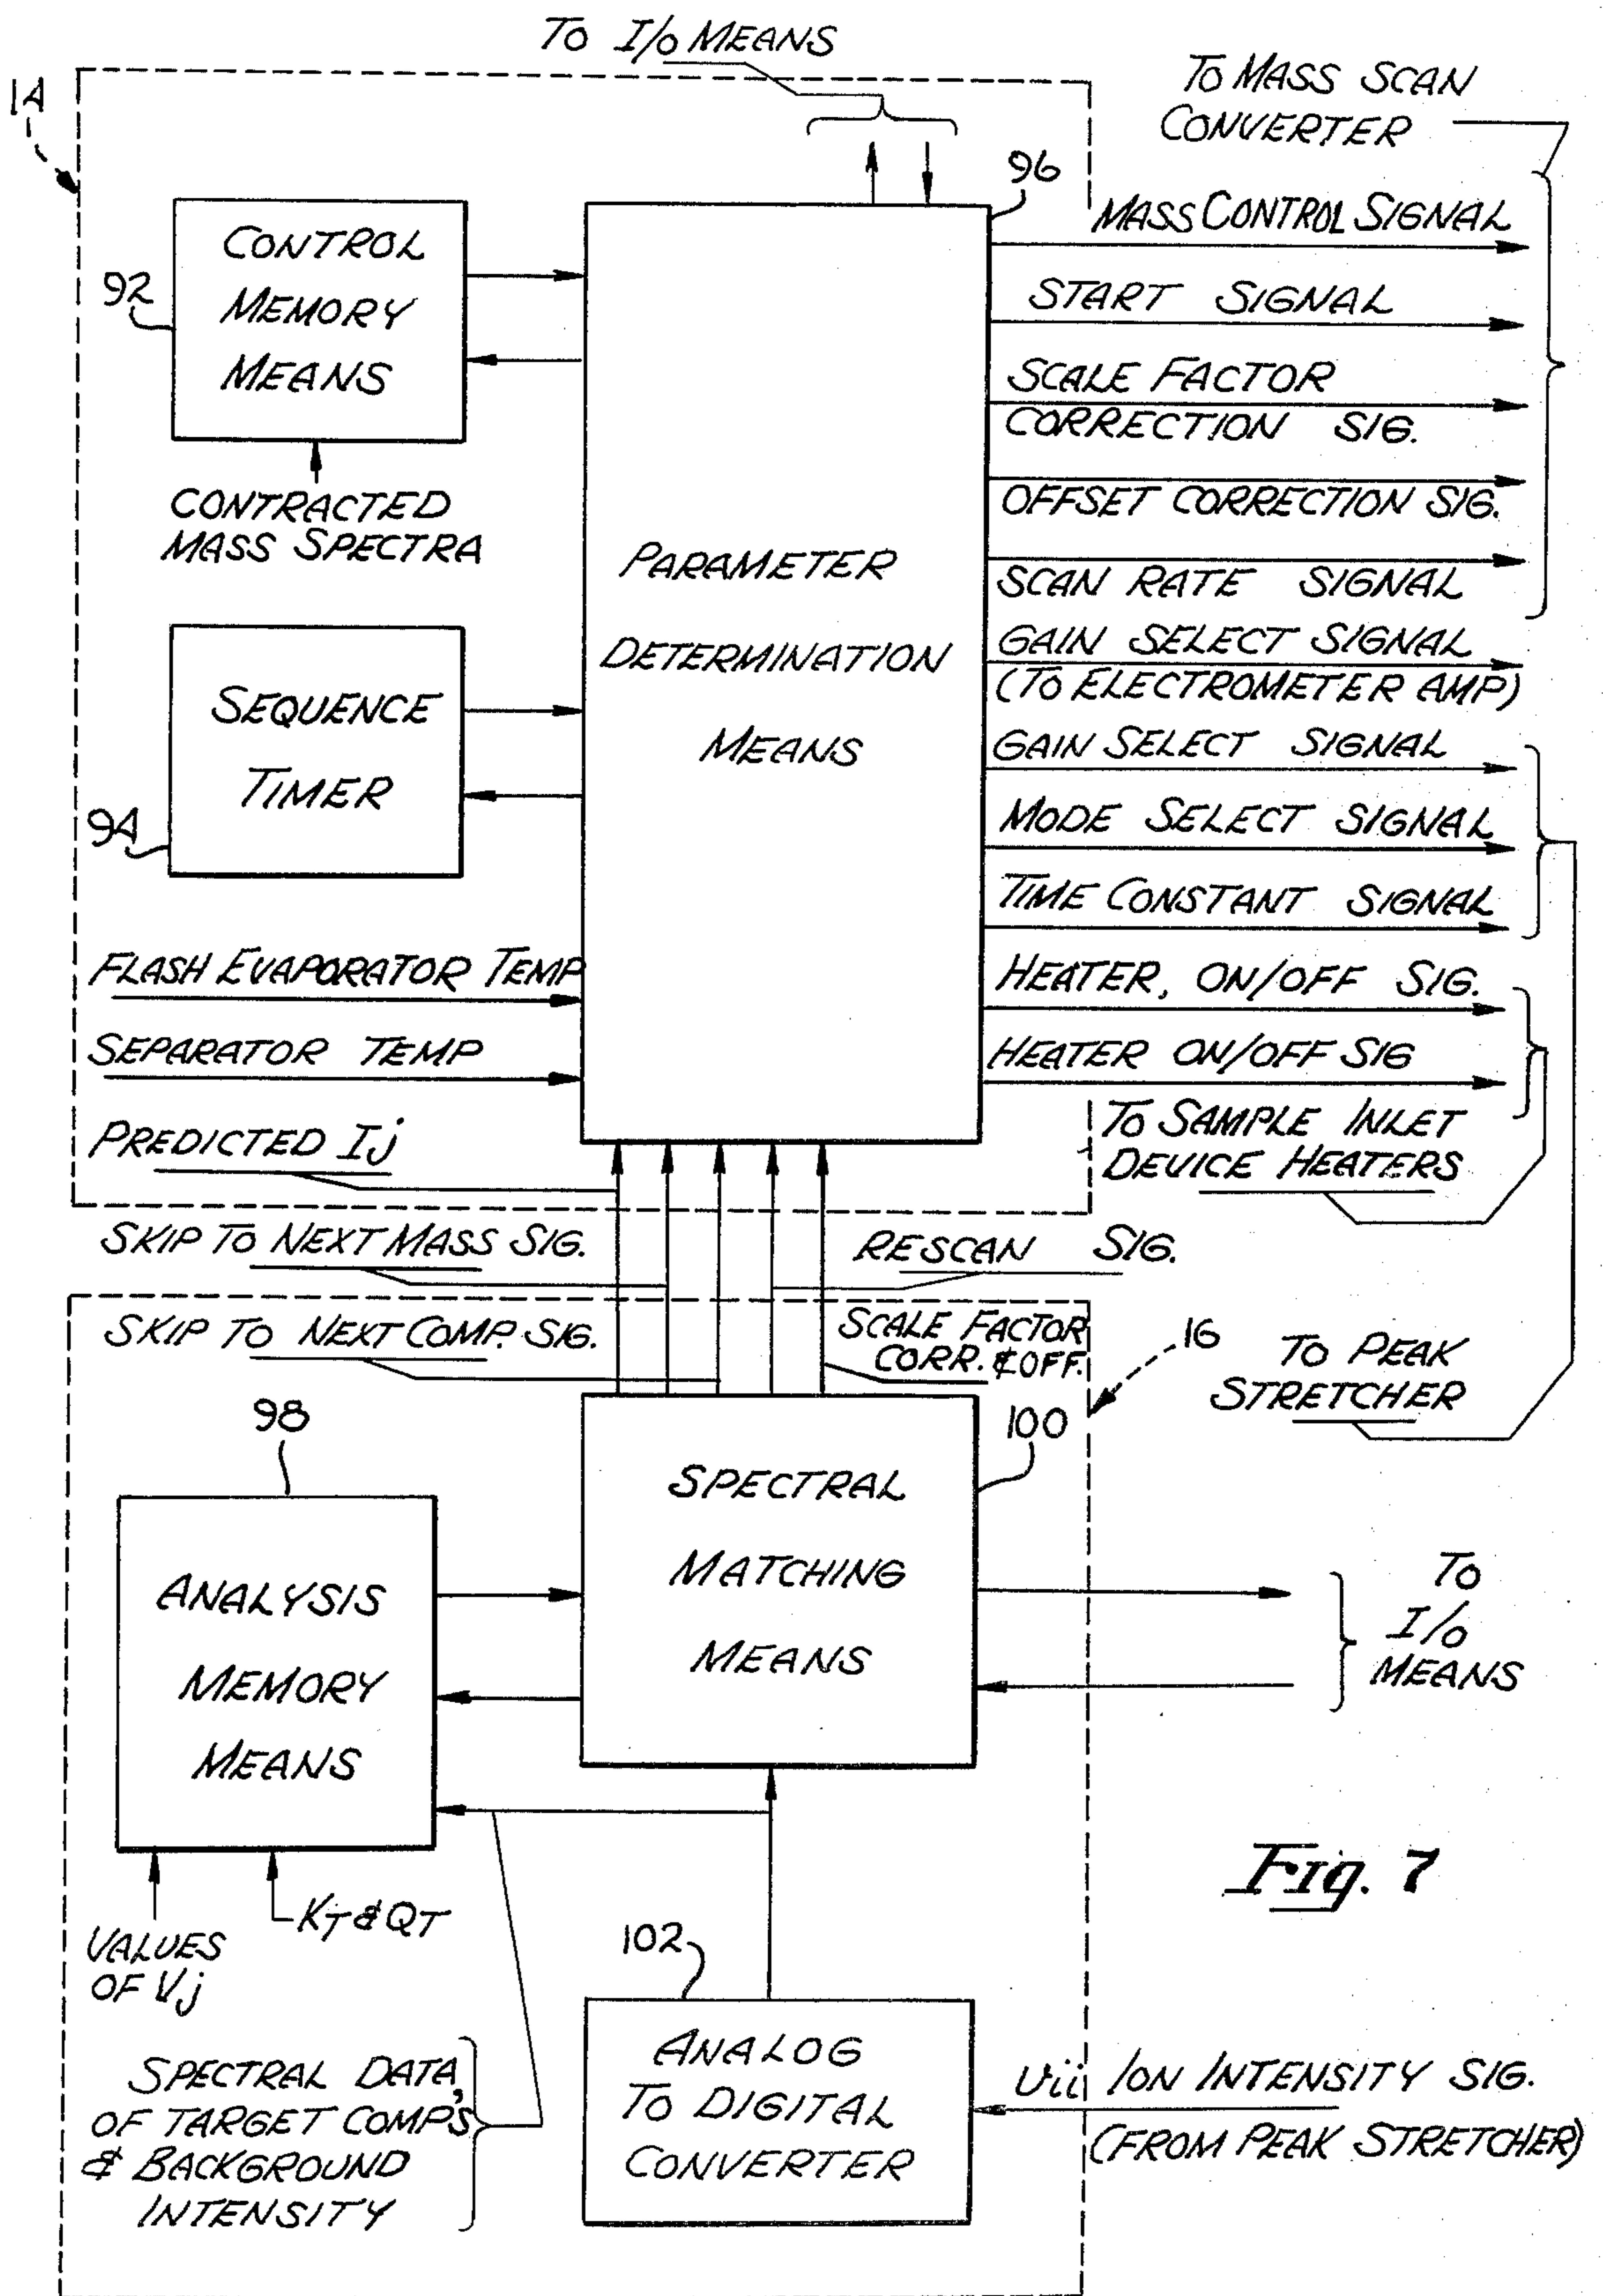 TO I/O MEANS
14
TO MASS SCAN
CONVERTER
96
MASS CONTROL SIGNAL
CONTROL
MEMORY
MEANS
92
START SIGNAL
SCALE FACTOR
CORRECTION SIG.
CONTRACTED
MASS SPECTRA
OFFSET CORRECTION SIG.
PARAMETER
DETERMINATION
MEANS
SCAN RATE SIGNAL
GAIN SELECT SIGNAL
(TO ELECTROMETER AMP)
SEQUENCE
TIMER
94
GAIN SELECT SIGNAL
MODE SELECT SIGNAL
TIME CONSTANT SIGNAL
FLASH EVAPORATOR TEMP
HEATER, ON/OFF SIG.
SEPARATOR TEMP
HEATER ON/OFF SIG
PREDICTED Ij
TO SAMPLE INLET
DEVICE HEATERS
SKIP TO NEXT MASS SIG.
RESCAN SIG.
SKIP TO NEXT COMP. SIG.
SCALE FACTOR
CORR. & OFF.
16
TO PEAK
STRETCHER
98
100
SPECTRAL
MATCHING
MEANS
ANALYSIS
MEMORY
MEANS
TO
I/O
MEANS
KT & QT
VALUES
OF Vj
Fig. 7
102
ANALOG
TO DIGITAL
CONVERTER
SPECTRAL DATA,
OF TARGET COMP'S
& BACKGROUND
INTENSITY
vii ION INTENSITY SIG.
(FROM PEAK STRETCHER)